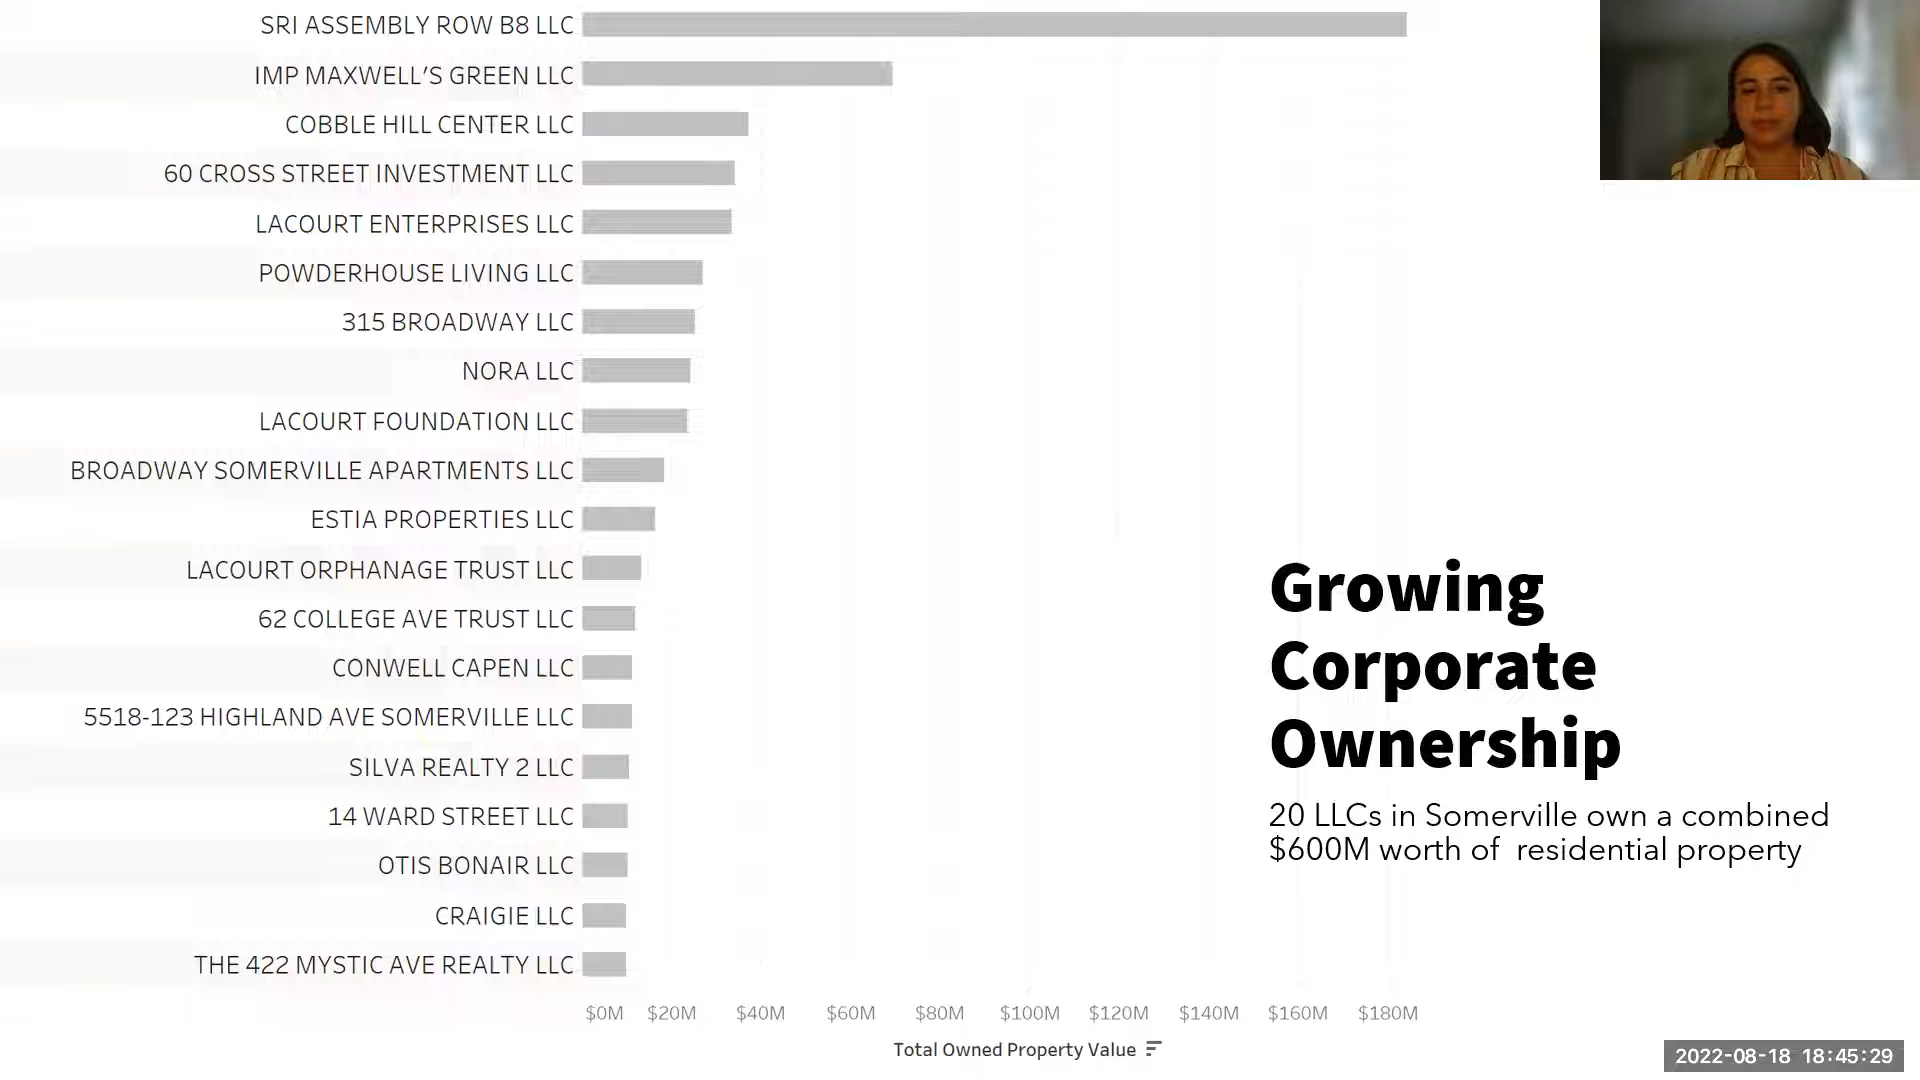 SRI ASSEMBLY ROW B8 LLC
IMP MAXWELL’S GREEN LLC
COBBLE HILL CENTER LLC
60 CROSS STREET INVESTMENT LLC
LACOURT ENTERPRISES LLC
POWDERHOUSE LIVING LLC
315 BROADWAY LLC
NORA LLC
LACOURT FOUNDATION LLC
BROADWAY SOMERVILLE APARTMENTS LLC
ESTIA PROPERTIES LLC
LACOURT ORPHANAGE TRUST LLC
62 COLLEGE AVE TRUST LLC
CONWELL CAPEN LLC
5518-123 HIGHLAND AVE SOMERVILLE LLC
SILVA REALTY 2 LLC
14 WARD STREET LLC
OTIS BONAIR LLC
CRAIGIE LLC
THE 422 MYSTIC AVE REALTY LLC
$0M $20M $40M $60M $80M $100M $120M $140M $160M $180M
Total Owned Property Value
Growing
Corporate
Ownership
20 LLCs in Somerville own a combined
$600M worth of residential property
2022-08-18 18:45:29